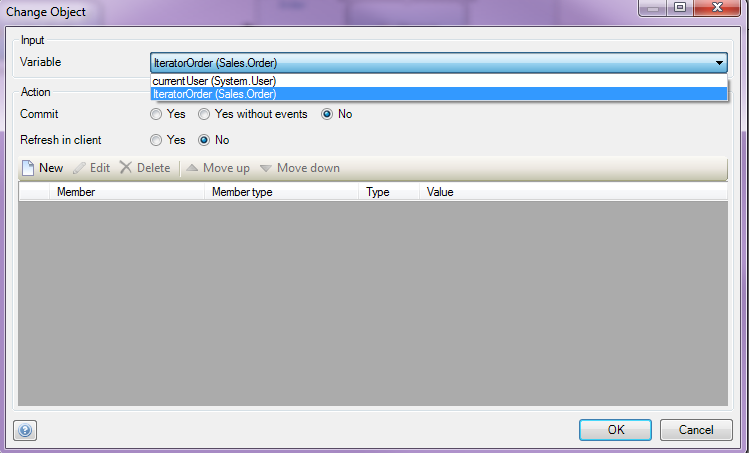 Change Object
Input
Variable IteratorOrder (Sales.Order)
currentUser (System.User)
IteratorOrder (Sales.Order)
Action
Commit Yes Yes without events No
Refresh in client Yes No
New Edit Delete Move up Move down
Member Member type Type Value
OK Cancel